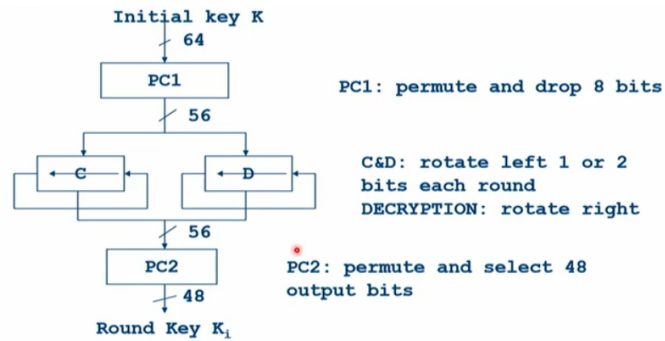 Initial key K
64
PC1
PC1: permute and drop 8 bits
56
C
D
C&D: rotate left 1 or 2
bits each round
DECRYPTION: rotate right
56
PC2
PC2: permute and select 48
output bits
48
Round Key Ki